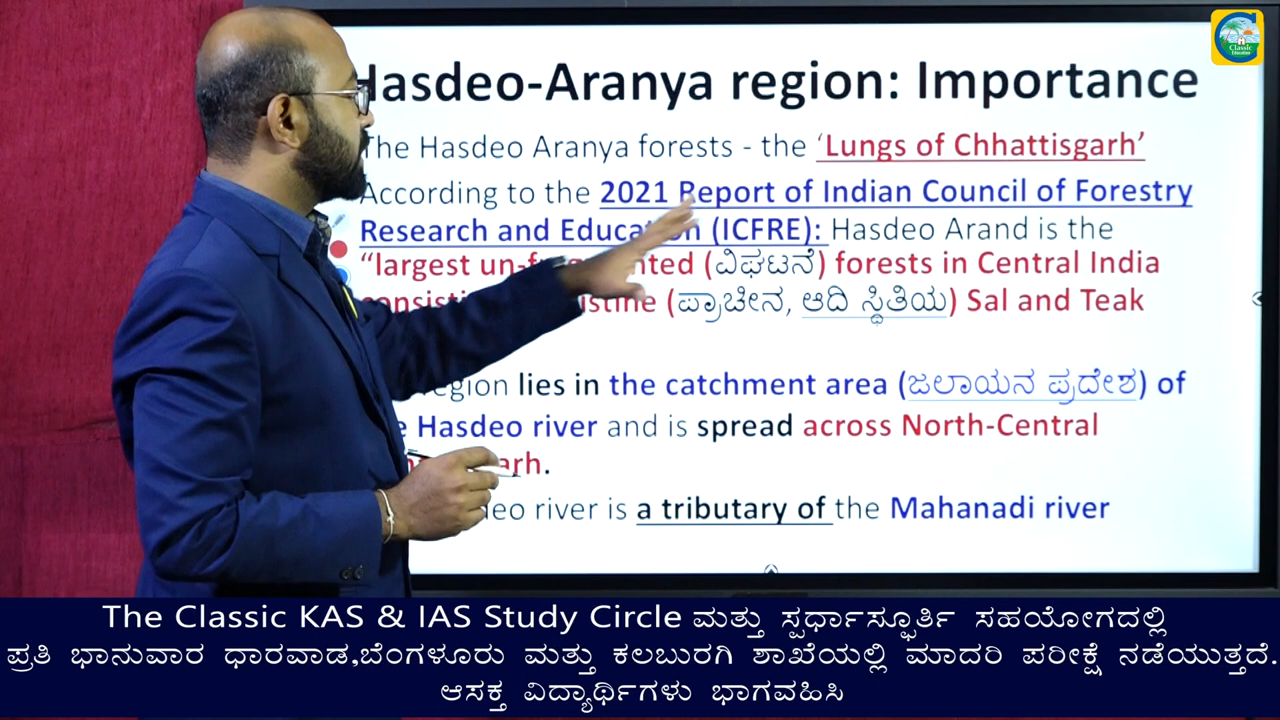 Classic
Education
Hasdeo-Aranya region: Importance
The Hasdeo Aranya forests - the ‘Lungs of Chhattisgarh’
According to the 2021 Report of Indian Council of Forestry
Research and Education (ICFRE): Hasdeo Arand is the
“largest (ವಿಘಟನೆ) forests in Central India
(ಪ್ರಾಚೀನ, ಆದಿ ಸ್ಥಿತಿಯ) Sal and Teak
region lies in the catchment area (ಜಲಾಯನ ಪ್ರದೇಶ) of
Hasdeo river and is spread across North-Central
river is a tributary of the Mahanadi river
The Classic KAS & IAS Study Circle ಮತ್ತು ಸ್ಪರ್ಧಾಸ್ಫೂರ್ತಿ ಸಹಯೋಗದಲ್ಲಿ
ಪ್ರತಿ ಭಾನುವಾರ ಧಾರವಾಡ,ಬೆಂಗಳೂರು ಮತ್ತು ಕಲಬುರಗಿ ಶಾಖೆಯಲ್ಲಿ ಮಾದರಿ ಪರೀಕ್ಷೆ ನಡೆಯುತ್ತದೆ.
ಆಸಕ್ತ ವಿದ್ಯಾರ್ಥಿಗಳು ಭಾಗವಹಿಸಿ